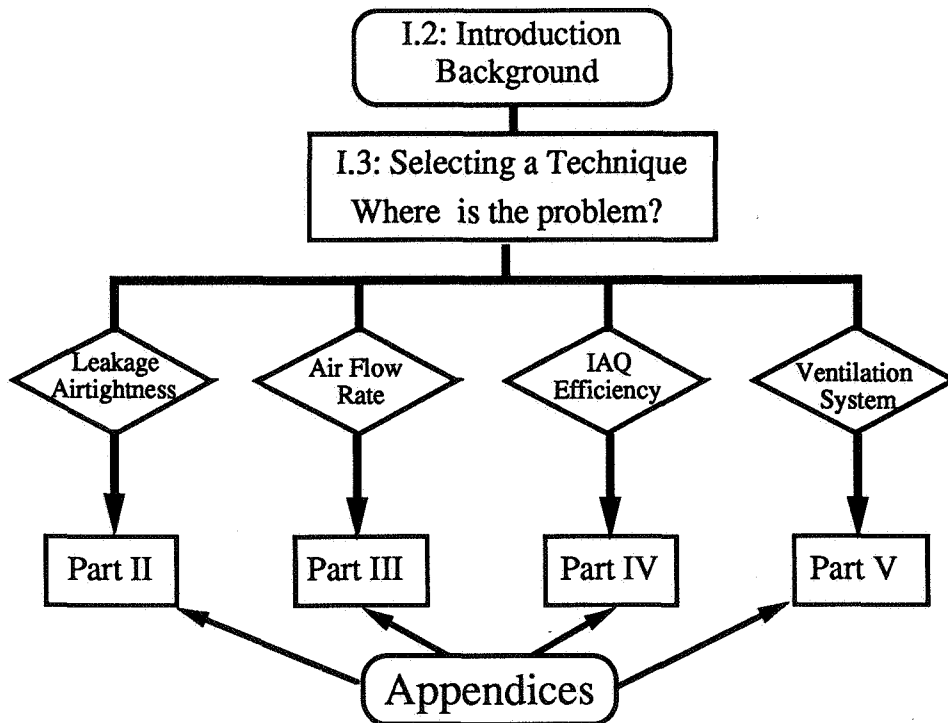 I.2: Introduction
Background
I.3: Selecting a Technique
Where is the problem?
Leakage
Airtightness
Air Flow
Rate
IAQ
Efficiency
Ventilation
System
Part II
Part III
Part IV
Part V
Appendices